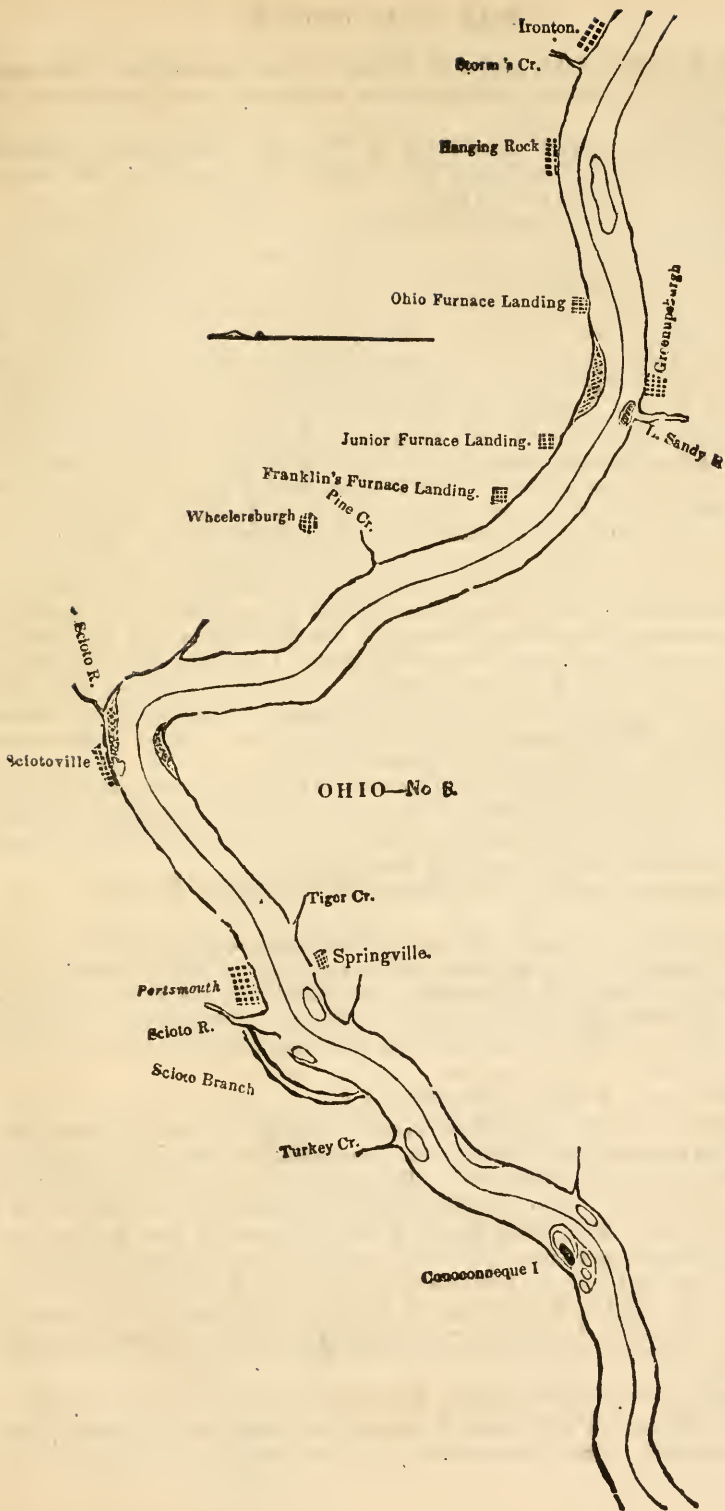 Ironton.
Storm's Cr.
Hanging Rock
Ohio Furnace Landing
Greenupsburgh
L. Sandy R
Junior Furnace Landing.
Franklin's Furnace Landing.
Wheelersburgh
Pine Cr.
Scioto R.
Sciotoville
OHIO—No 8.
Tiger Cr.
Springville.
Portsmouth
Scioto R.
Scioto Branch
Turkey Cr.
Conoconneque I